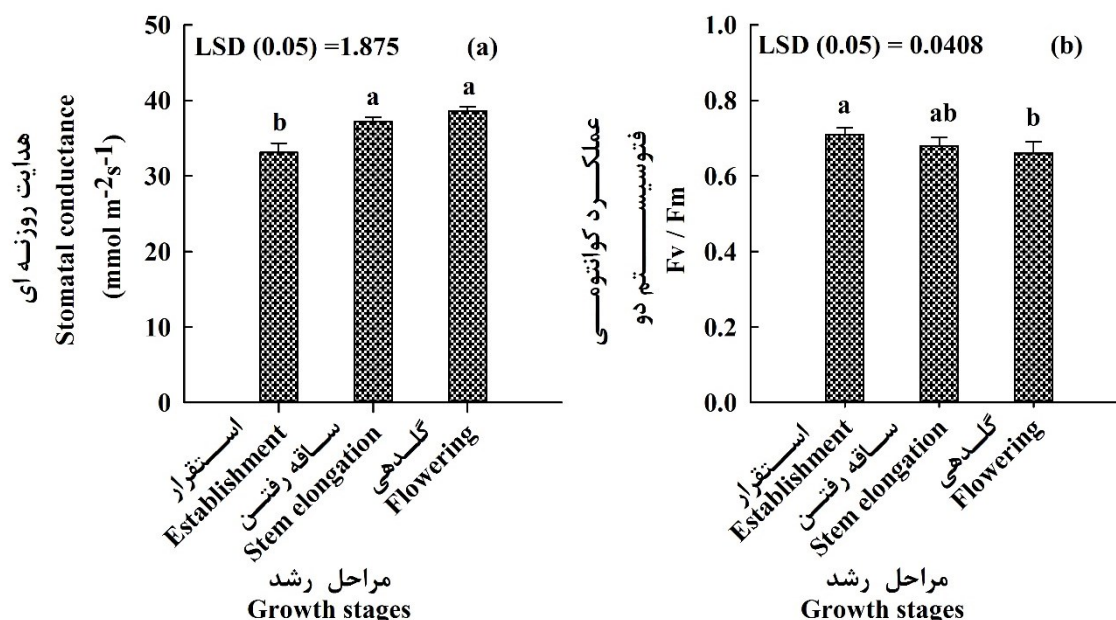 LSD (0.05) =1.875
(a)
50
40
30
20
10
0
b
a
a
هدایت روزنه ای
Stomatal conductance
(mmol m-2s-1)
استقرار
Establishment
ساقه رفتن
Stem elongation
گلدهی
Flowering
مراحل رشد
Growth stages
LSD (0.05) = 0.0408
(b)
1.0
0.8
0.6
0.4
0.2
0.0
a
ab
b
عملکرد کوانتومی
فتوسیستم دو
Fv / Fm
استقرار
Establishment
ساقه رفتن
Stem elongation
گلدهی
Flowering
مراحل رشد
Growth stages